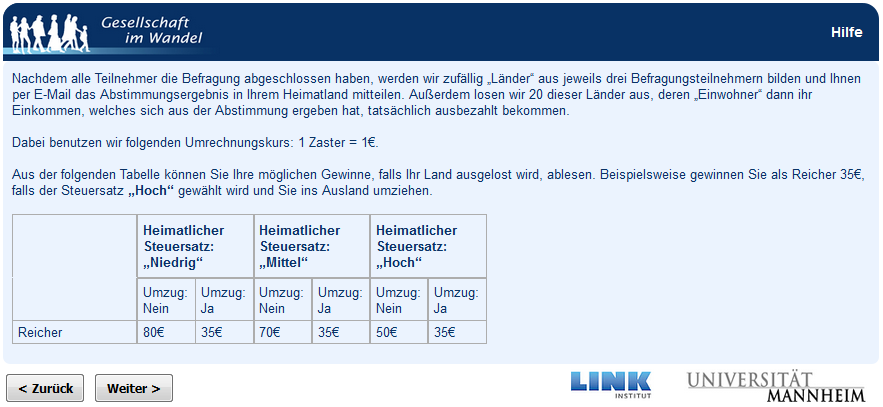 Gesellschaft
im Wandel
Hilfe
Nachdem alle Teilnehmer die Befragung abgeschlossen haben, werden wir zufällig „Länder“ aus jeweils drei Befragungsteilnehmern bilden und Ihnen
per E-Mail das Abstimmungsergebnis in Ihrem Heimatland mitteilen. Außerdem losen wir 20 dieser Länder aus, deren „Einwohner“ dann ihr
Einkommen, welches sich aus der Abstimmung ergeben hat, tatsächlich ausbezahlt bekommen.
Dabei benutzen wir folgenden Umrechnungskurs: 1 Zaster = 1€.
Aus der folgenden Tabelle können Sie Ihre möglichen Gewinne, falls Ihr Land ausgelost wird, ablesen. Beispielsweise gewinnen Sie als Reicher 35€,
falls der Steuersatz „Hoch“ gewählt wird und Sie ins Ausland umziehen.
Heimatlicher Steuersatz: „Niedrig“
Heimatlicher Steuersatz: „Mittel“
Heimatlicher Steuersatz: „Hoch“
Umzug: Nein
Umzug: Ja
Umzug: Nein
Umzug: Ja
Umzug: Nein
Umzug: Ja
Reicher 80€ 35€ 70€ 35€ 50€ 35€
< Zurück
Weiter >
LINK
INSTITUT
UNIVERSITÄT
MANNHEIM